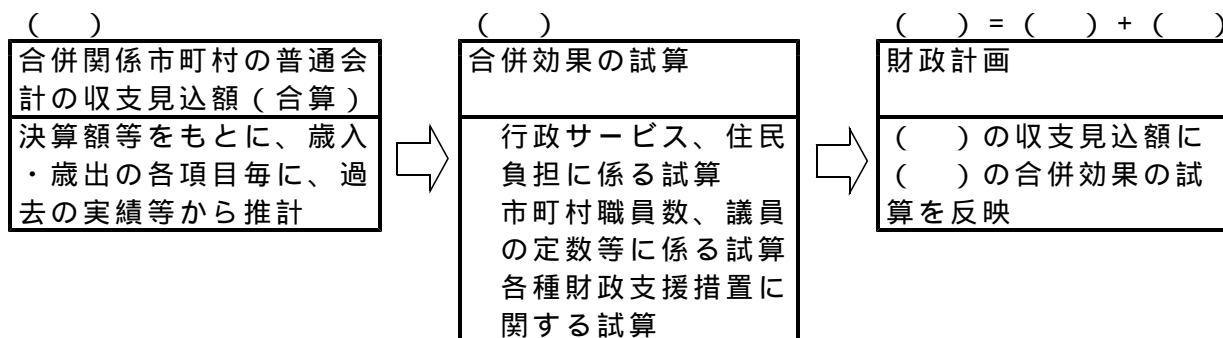 （　　）
合併関係市町村の普通会
計の収支見込額（合算）
決算額等をもとに、歳入
・歳出の各項目毎に、過
去の実績等から推計
（　　）
合併効果の試算
行政サービス、住民
負担に係る試算
市町村職員数、議員
の定数等に係る試算
各種財政支援措置に
関する試算
（　　）＝（　　）＋（　　）
財政計画
（　　）の収支見込額に
（　　）の合併効果の試
算を反映